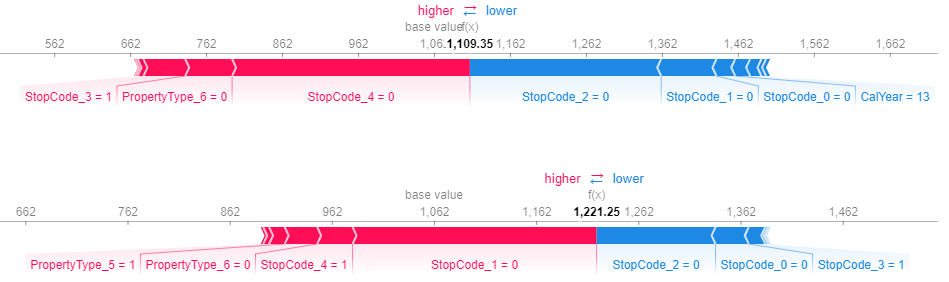 higher ⇄ lower
base value f(x)
562 662 762 862 962 1,06 1,109.35 1,162 1,262 1,362 1,462 1,562 1,662
StopCode_3 = 1 PropertyType_6 = 0 StopCode_4 = 0 StopCode_2 = 0 StopCode_1 = 0 StopCode_0 = 0 CalYear = 13
higher ⇄ lower
base value f(x)
662 762 862 962 1,062 1,162 1,221.25 1,262 1,362 1,462
PropertyType_5 = 1 PropertyType_6 = 0 StopCode_4 = 1 StopCode_1 = 0 StopCode_2 = 0 StopCode_0 = 0 StopCode_3 = 1